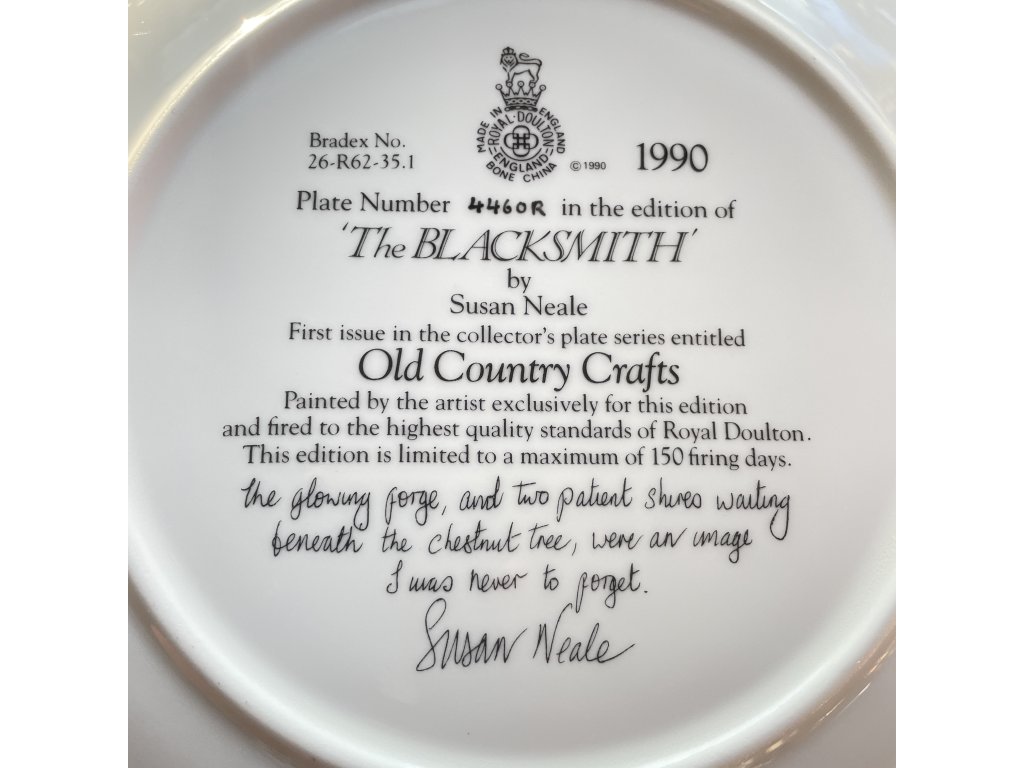 Bradex No.
26-R62-35.1
MADE IN ENGLAND
ROYAL·DOULTON
ENGLAND
BONE CHINA
© 1990
1990
Plate Number 4460R in the edition of
'The BLACKSMITH'
by
Susan Neale
First issue in the collector's plate series entitled
Old Country Crafts
Painted by the artist exclusively for this edition
and fired to the highest quality standards of Royal Doulton.
This edition is limited to a maximum of 150 firing days.
the glowing forge, and two patient shires waiting
beneath the chestnut tree, were an image
I was never to forget.
Susan Neale